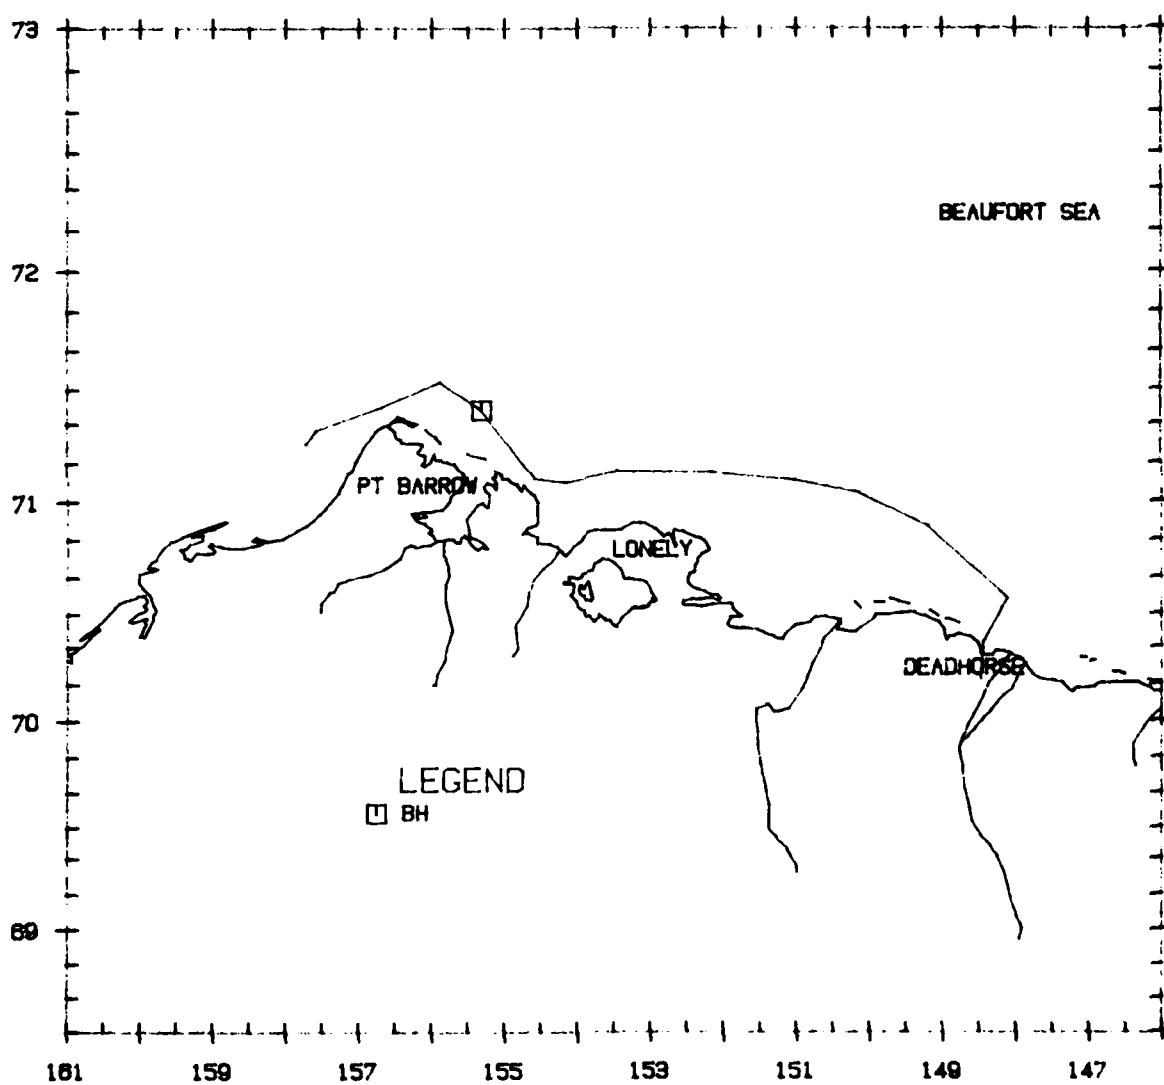 73
BEAUFORT SEA
72
71
PT BARROW
LONELY
DEADHORSE
70
LEGEND
BH
69
161 159 157 155 153 151 149 147